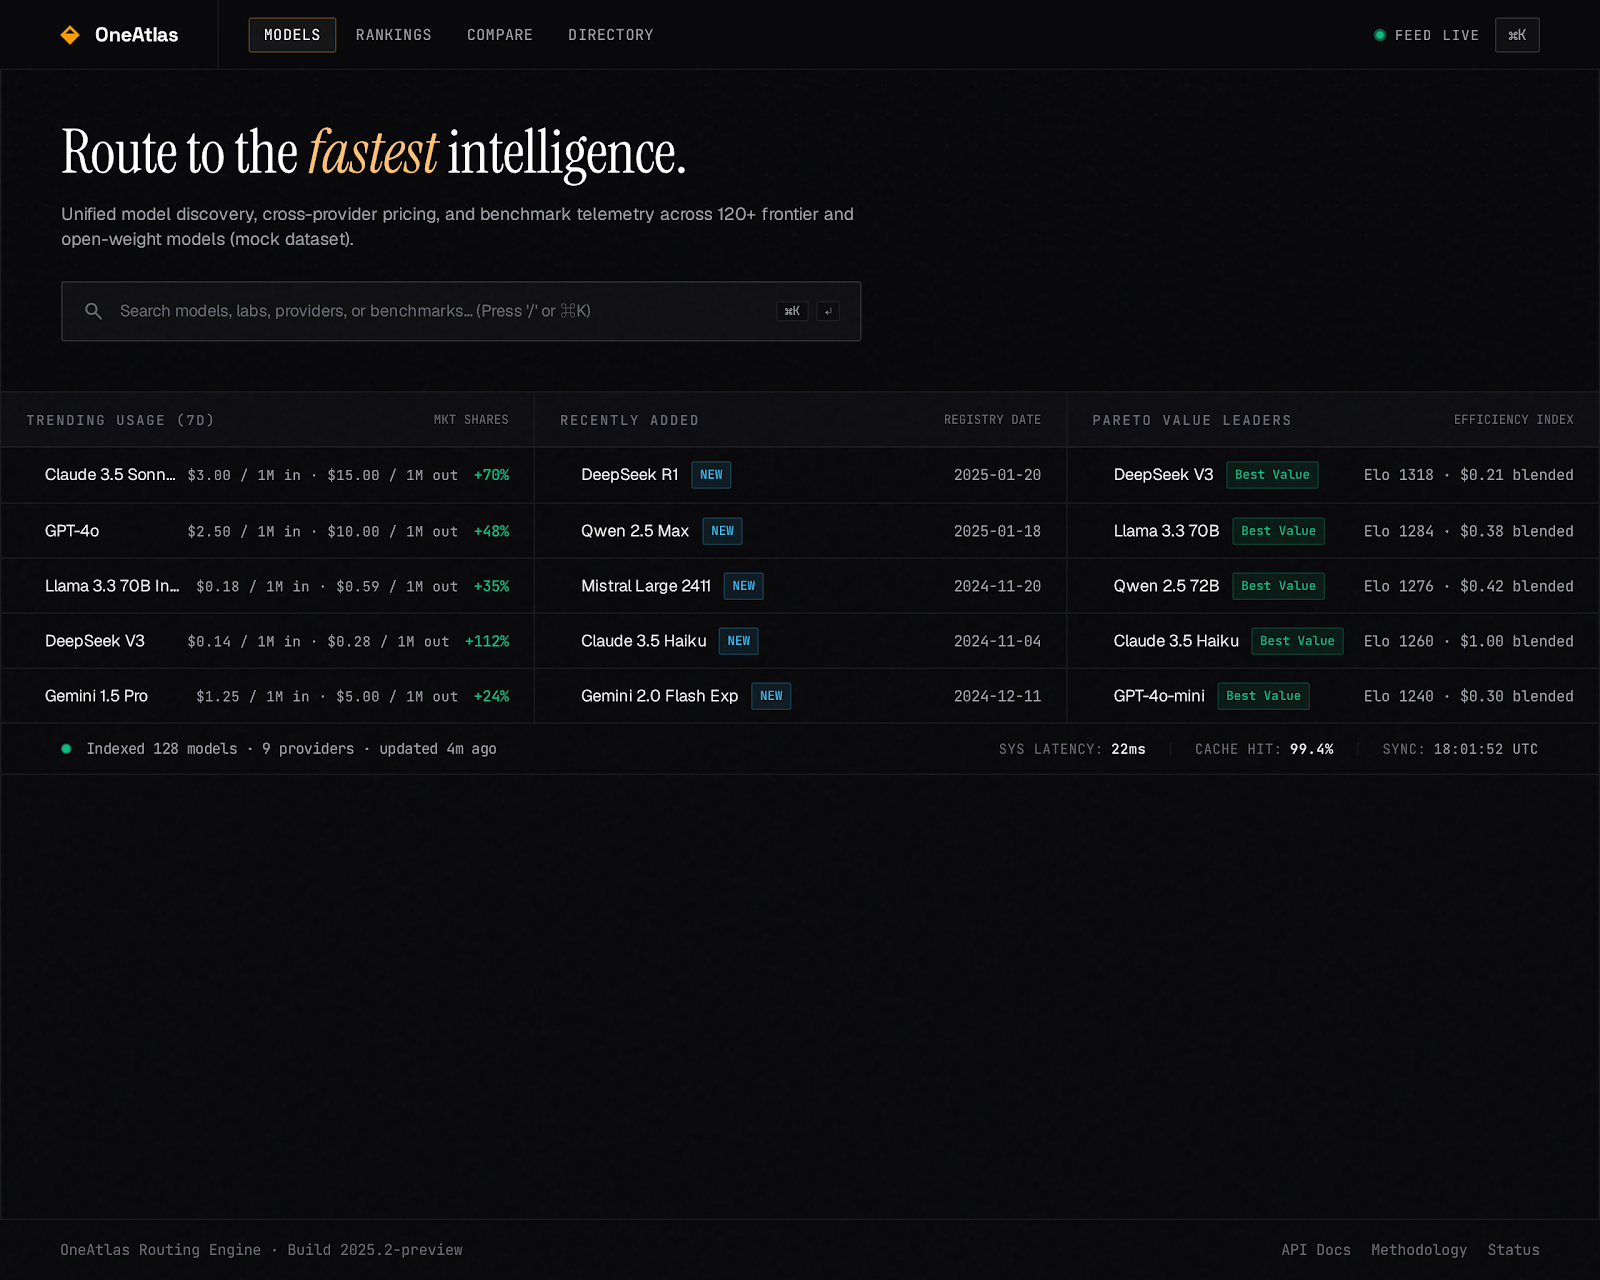 OneAtlas
MODELS
RANKINGS
COMPARE
DIRECTORY
FEED LIVE
⌘K
Route to the fastest intelligence.
Unified model discovery, cross-provider pricing, and benchmark telemetry across 120+ frontier and
open-weight models (mock dataset).
Search models, labs, providers, or benchmarks... (Press '/' or ⌘K)
⌘K
↵
TRENDING USAGE (7D) MKT SHARES
Claude 3.5 Sonn... $3.00 / 1M in · $15.00 / 1M out +70%
GPT-4o $2.50 / 1M in · $10.00 / 1M out +48%
Llama 3.3 70B In... $0.18 / 1M in · $0.59 / 1M out +35%
DeepSeek V3 $0.14 / 1M in · $0.28 / 1M out +112%
Gemini 1.5 Pro $1.25 / 1M in · $5.00 / 1M out +24%
RECENTLY ADDED REGISTRY DATE
DeepSeek R1 NEW 2025-01-20
Qwen 2.5 Max NEW 2025-01-18
Mistral Large 2411 NEW 2024-11-20
Claude 3.5 Haiku NEW 2024-11-04
Gemini 2.0 Flash Exp NEW 2024-12-11
PARETO VALUE LEADERS EFFICIENCY INDEX
DeepSeek V3 Best Value Elo 1318 · $0.21 blended
Llama 3.3 70B Best Value Elo 1284 · $0.38 blended
Qwen 2.5 72B Best Value Elo 1276 · $0.42 blended
Claude 3.5 Haiku Best Value Elo 1260 · $1.00 blended
GPT-4o-mini Best Value Elo 1240 · $0.30 blended
Indexed 128 models · 9 providers · updated 4m ago
SYS LATENCY: 22ms
CACHE HIT: 99.4%
SYNC: 18:01:52 UTC
OneAtlas Routing Engine · Build 2025.2-preview
API Docs
Methodology
Status